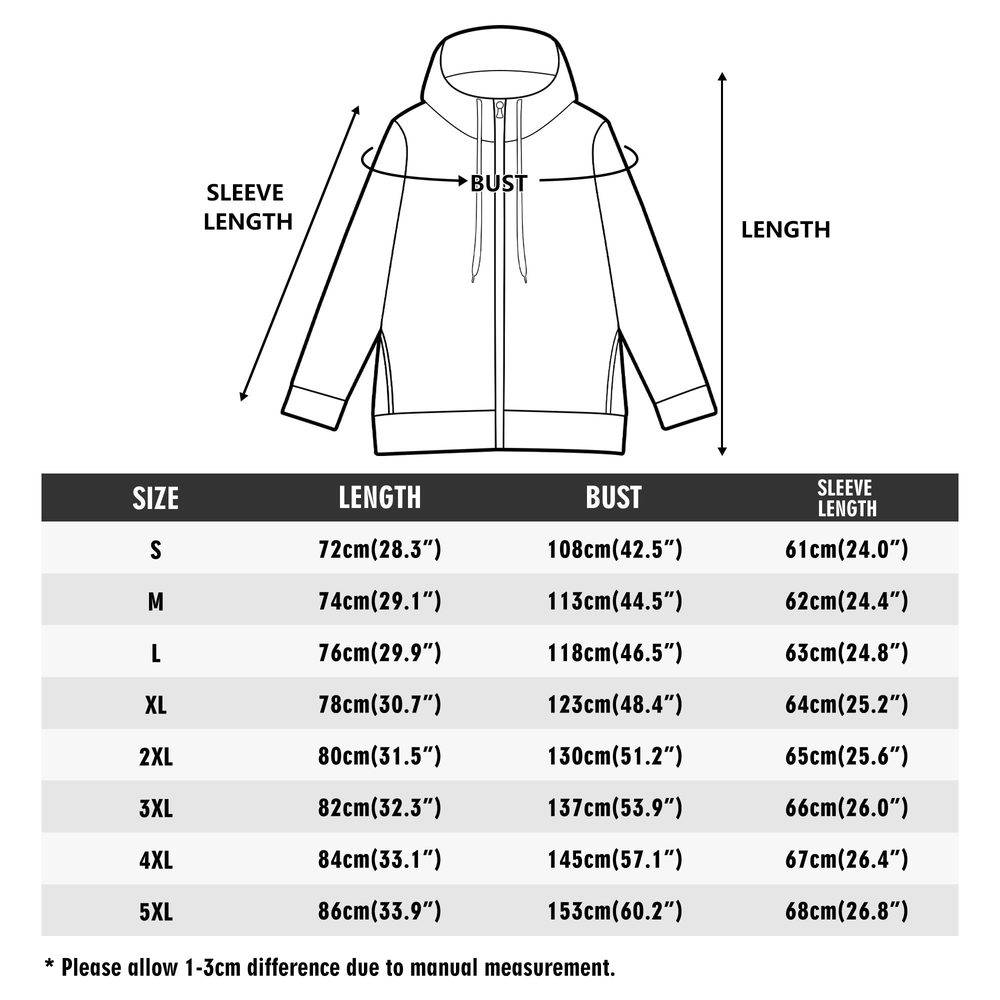 SLEEVE
LENGTH
BUST
LENGTH
SIZE LENGTH BUST SLEEVE LENGTH
S 72cm(28.3”) 108cm(42.5”) 61cm(24.0”)
M 74cm(29.1”) 113cm(44.5”) 62cm(24.4”)
L 76cm(29.9”) 118cm(46.5”) 63cm(24.8”)
XL 78cm(30.7”) 123cm(48.4”) 64cm(25.2”)
2XL 80cm(31.5”) 130cm(51.2”) 65cm(25.6”)
3XL 82cm(32.3”) 137cm(53.9”) 66cm(26.0”)
4XL 84cm(33.1”) 145cm(57.1”) 67cm(26.4”)
5XL 86cm(33.9”) 153cm(60.2”) 68cm(26.8”)
* Please allow 1-3cm difference due to manual measurement.